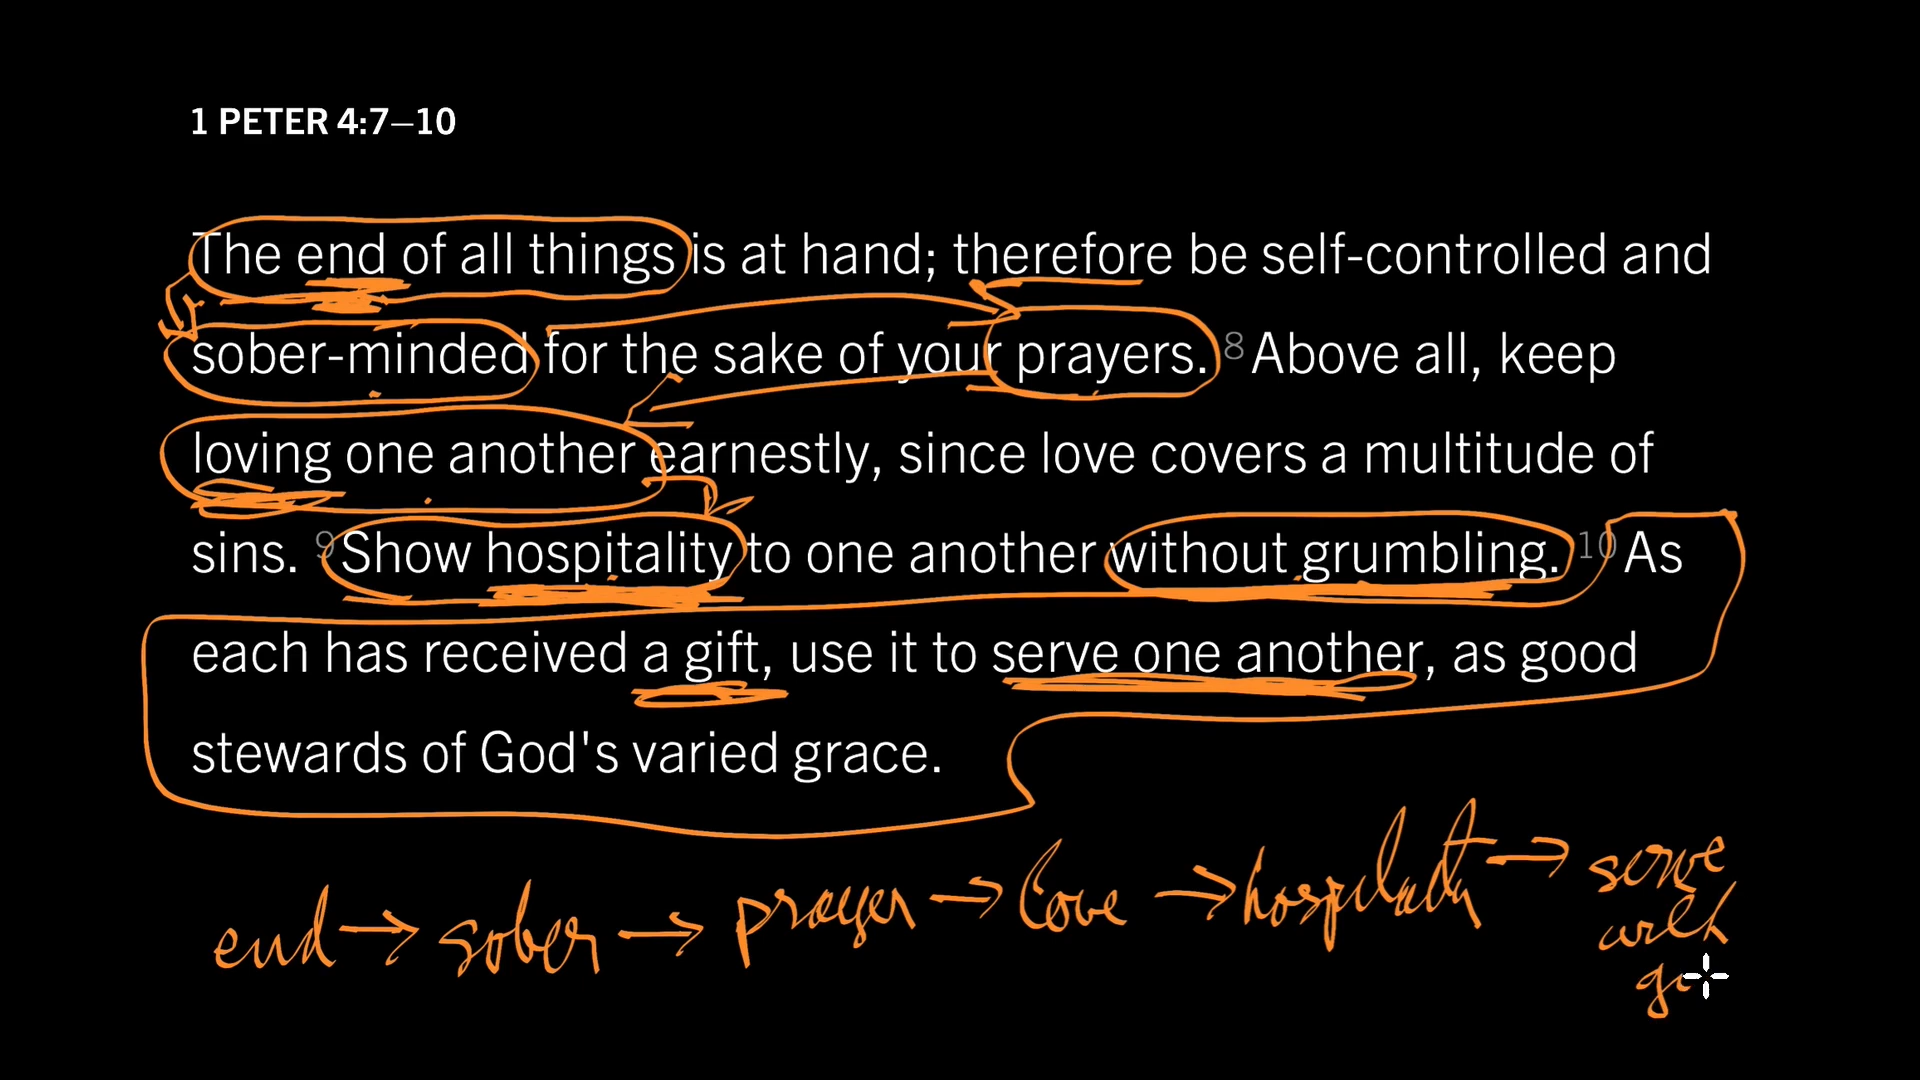 1 PETER 4:7–10
The end of all things is at hand; therefore be self-controlled and
sober-minded for the sake of your prayers. 8 Above all, keep
loving one another earnestly, since love covers a multitude of
sins. 9 Show hospitality to one another without grumbling. 10 As
each has received a gift, use it to serve one another, as good
stewards of God's varied grace.
end → sober → prayer → love → hospitality → serve
with